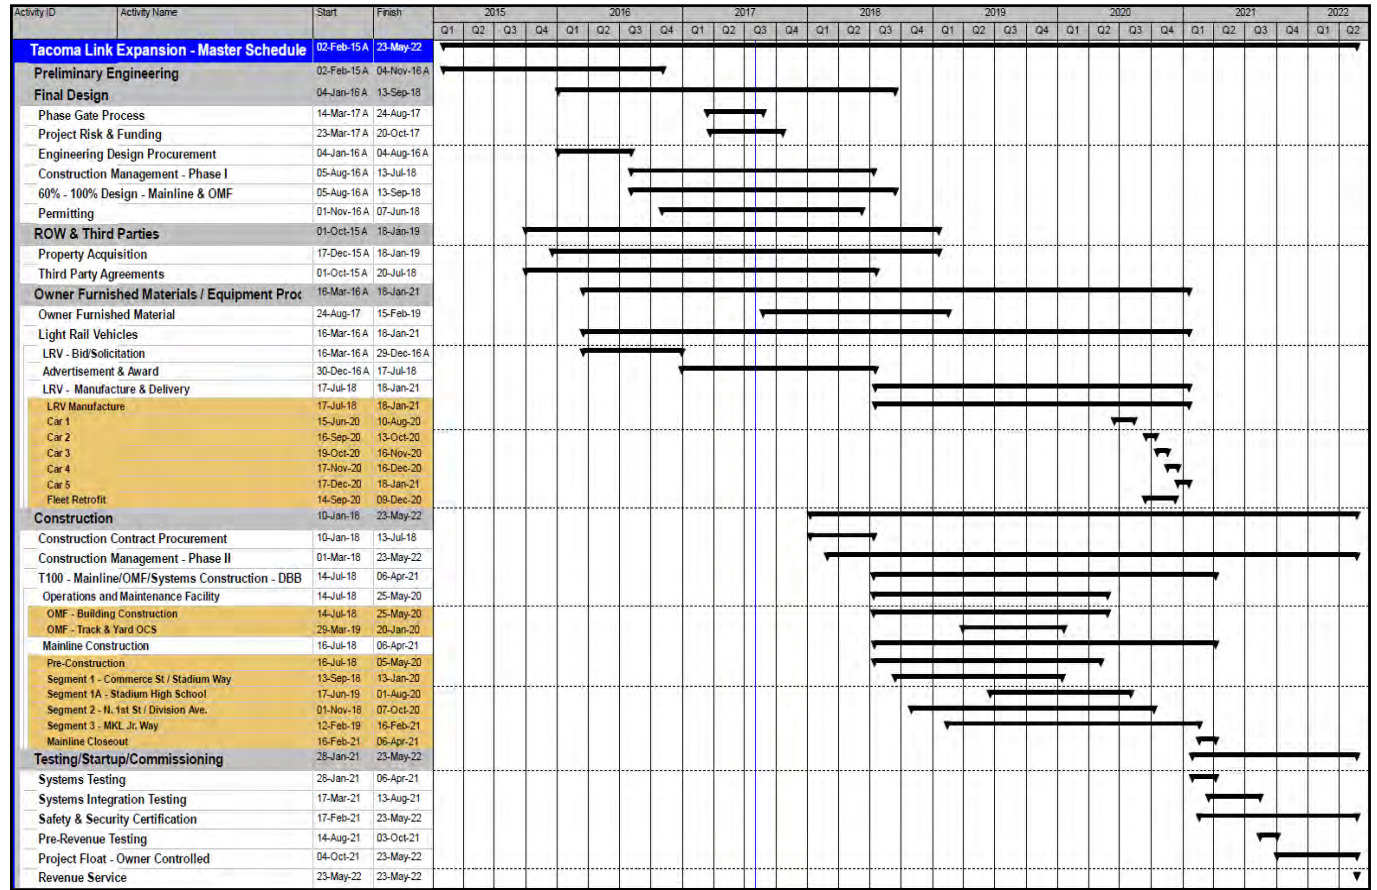 Activity ID Activity Name Start Finish 2015 2016 2017 2018 2019 2020 2021 2022
Q1 Q2 Q3 Q4 Q1 Q2 Q3 Q4 Q1 Q2 Q3 Q4 Q1 Q2 Q3 Q4 Q1 Q2 Q3 Q4 Q1 Q2 Q3 Q4 Q1 Q2 Q3 Q4 Q1 Q2
Tacoma Link Expansion - Master Schedule 02-Feb-15 A 23-May-22
Preliminary Engineering 02-Feb-15 A 04-Nov-16 A
Final Design 04-Jan-16 A 13-Sep-18
Phase Gate Process 14-Mar-17 A 24-Aug-17
Project Risk & Funding 23-Mar-17 A 20-Oct-17
Engineering Design Procurement 04-Jan-16 A 04-Aug-16 A
Construction Management - Phase I 05-Aug-16 A 13-Jul-18
60% - 100% Design - Mainline & OMF 05-Aug-16 A 13-Sep-18
Permitting 01-Nov-16 A 07-Jun-18
ROW & Third Parties 01-Oct-15 A 18-Jan-19
Property Acquisition 17-Dec-15 A 18-Jan-19
Third Party Agreements 01-Oct-15 A 20-Jul-18
Owner Furnished Materials / Equipment Proc 16-Mar-16 A 18-Jan-21
Owner Furnished Material 24-Aug-17 15-Feb-19
Light Rail Vehicles 16-Mar-16 A 18-Jan-21
LRV - Bid/Solicitation 16-Mar-16 A 29-Dec-16 A
Advertisement & Award 30-Dec-16 A 17-Jul-18
LRV - Manufacture & Delivery 17-Jul-18 18-Jan-21
LRV Manufacture 17-Jul-18 18-Jan-21
Car 1 15-Jun-20 10-Aug-20
Car 2 16-Sep-20 13-Oct-20
Car 3 19-Oct-20 16-Nov-20
Car 4 17-Nov-20 16-Dec-20
Car 5 17-Dec-20 18-Jan-21
Fleet Retrofit 14-Sep-20 09-Dec-20
Construction 10-Jan-18 23-May-22
Construction Contract Procurement 10-Jan-18 13-Jul-18
Construction Management - Phase II 01-Mar-18 23-May-22
T100 - Mainline/OMF/Systems Construction - DBB 14-Jul-18 06-Apr-21
Operations and Maintenance Facility 14-Jul-18 25-May-20
OMF - Building Construction 14-Jul-18 25-May-20
OMF - Track & Yard OCS 29-Mar-19 20-Jan-20
Mainline Construction 16-Jul-18 06-Apr-21
Pre-Construction 16-Jul-18 05-May-20
Segment 1 - Commerce St / Stadium Way 13-Sep-18 13-Jan-20
Segment 1A - Stadium High School 17-Jun-19 01-Aug-20
Segment 2 - N. 1st St / Division Ave. 01-Nov-18 07-Oct-20
Segment 3 - MKL Jr. Way 12-Feb-19 16-Feb-21
Mainline Closeout 16-Feb-21 06-Apr-21
Testing/Startup/Commissioning 28-Jan-21 23-May-22
Systems Testing 28-Jan-21 06-Apr-21
Systems Integration Testing 17-Mar-21 13-Aug-21
Safety & Security Certification 17-Feb-21 23-May-22
Pre-Revenue Testing 14-Aug-21 03-Oct-21
Project Float - Owner Controlled 04-Oct-21 23-May-22
Revenue Service 23-May-22 23-May-22